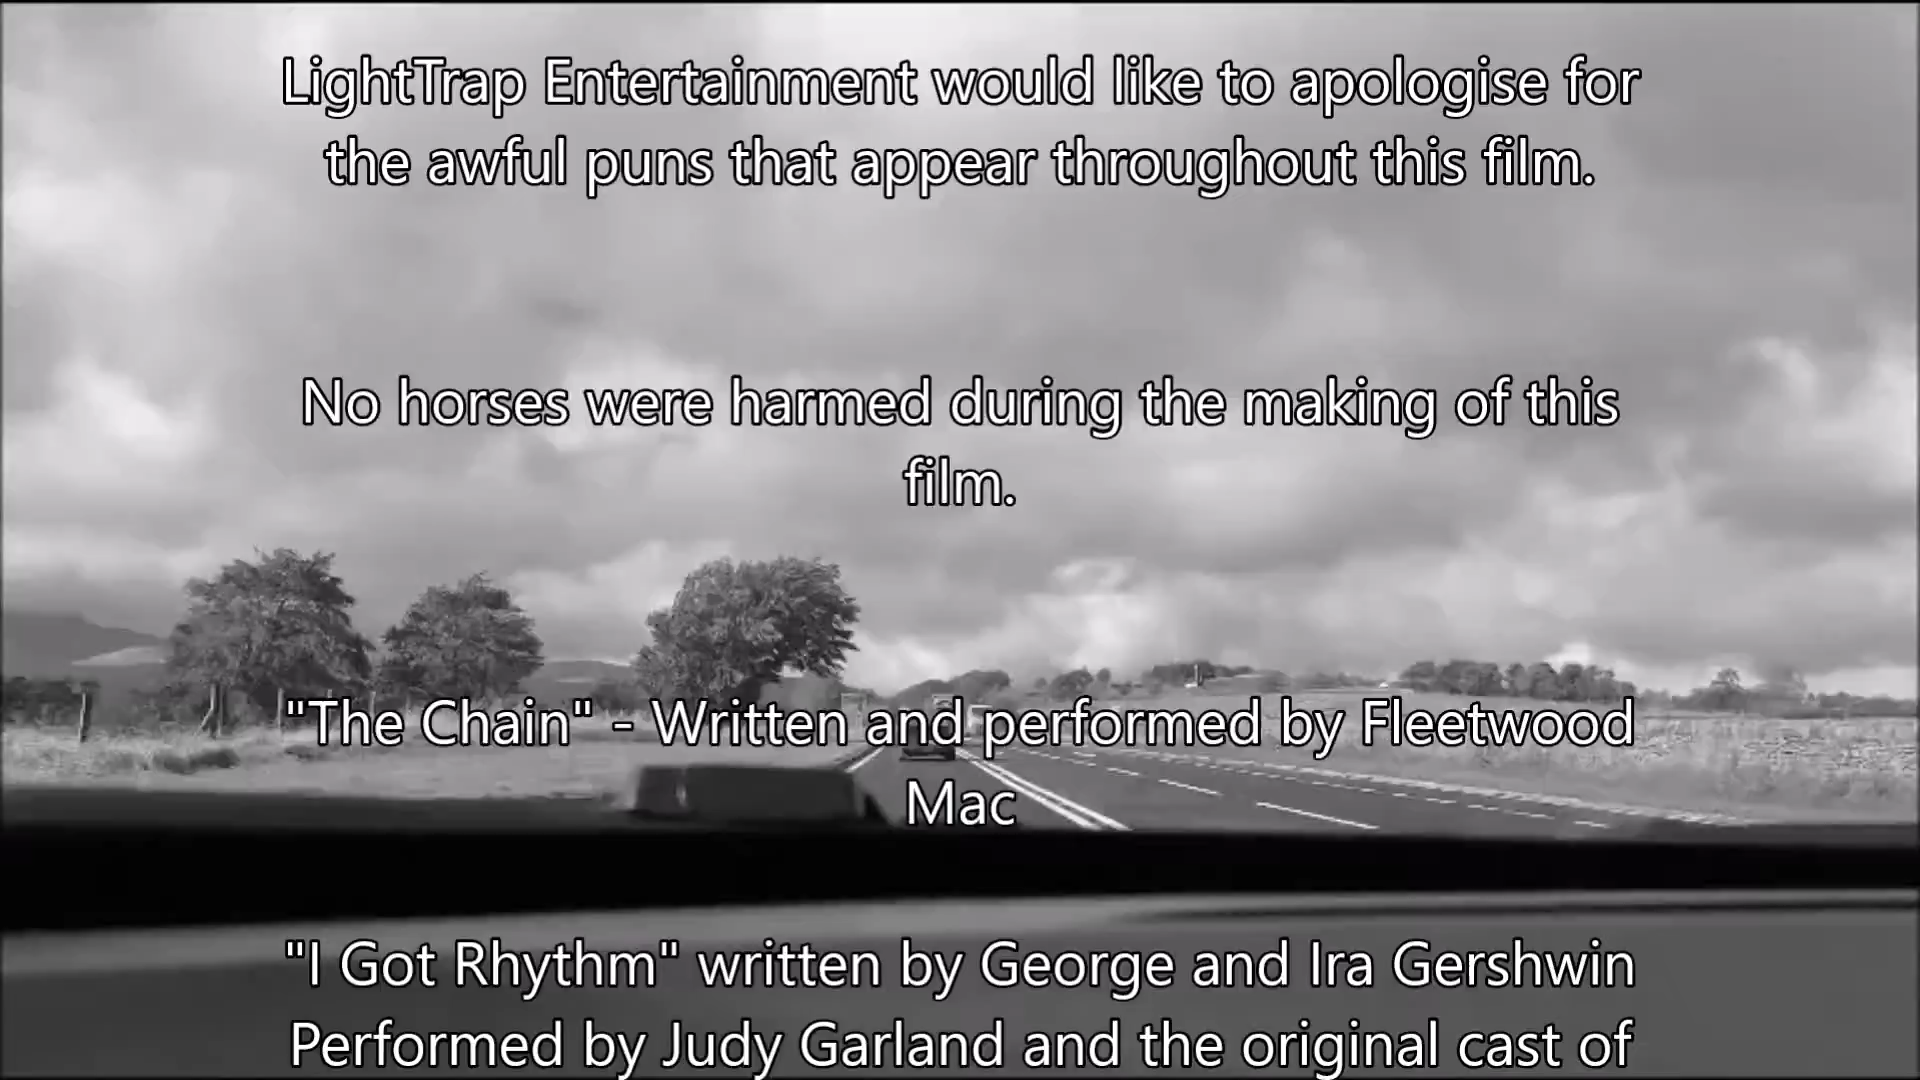 LightTrap Entertainment would like to apologise for
the awful puns that appear throughout this film.
No horses were harmed during the making of this
film.
"The Chain" - Written and performed by Fleetwood
Mac
"I Got Rhythm" written by George and Ira Gershwin
Performed by Judy Garland and the original cast of